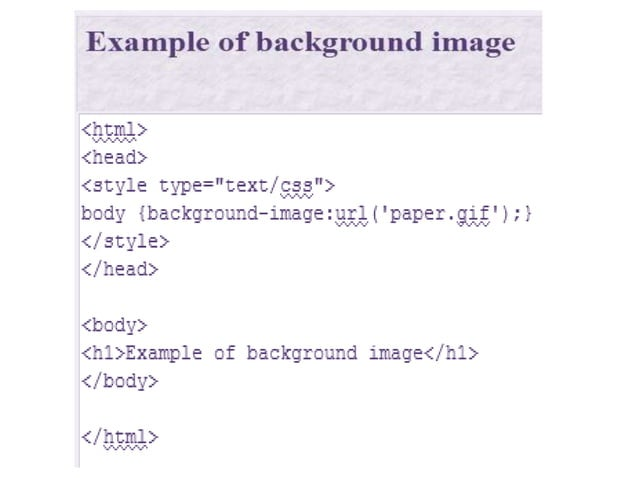 Example of background image
<html>
<head>
<style type="text/css">
body {background-image:url('paper.gif');}
</style>
</head>
<body>
<h1>Example of background image</h1>
</body>
</html>